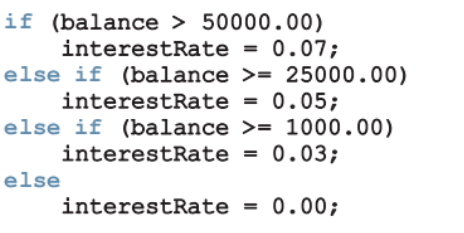 if (balance > 50000.00)
    interestRate = 0.07;
else if (balance >= 25000.00)
    interestRate = 0.05;
else if (balance >= 1000.00)
    interestRate = 0.03;
else
    interestRate = 0.00;